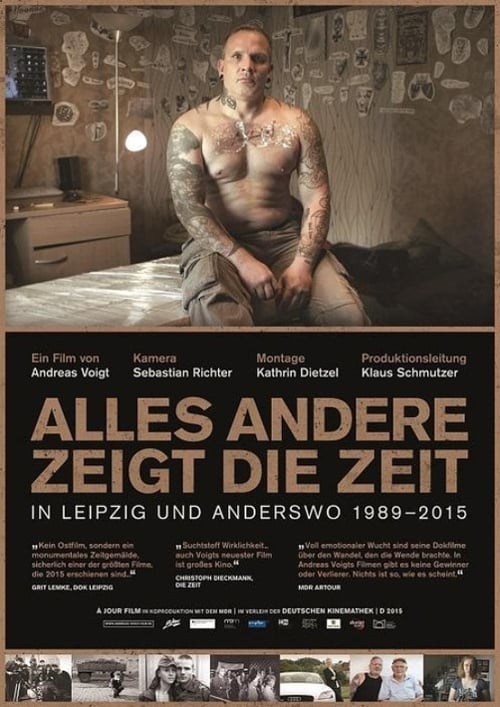 Ein Film von
Andreas Voigt
Kamera
Sebastian Richter
Montage
Kathrin Dietzel
Produktionsleitung
Klaus Schmutzer
ALLES ANDERE
ZEIGT DIE ZEIT
IN LEIPZIG UND ANDERSWO 1989–2015
„Kein Ostfilm, sondern ein
monumentales Zeitgemälde,
sicherlich einer der größten Filme,
die 2015 erschienen sind.“
GRIT LEMKE, DOK LEIPZIG
„Suchtstoff Wirklichkeit..
auch Voigts neuester Film
ist großes Kino.“
CHRISTOPH DIECKMANN,
DIE ZEIT
„Voll emotionaler Wucht sind seine Dokfilme
über den Wandel, den die Wende brachte. In
Andreas Voigts Filmen gibt es keine Gewinner
oder Verlierer. Nichts ist so, wie es scheint.“
MDR ARTOUR
À JOUR FILM IN KOPRODUKTION MIT DEM MDR | IN VERLEIH DER DEUTSCHEN KINEMATHEK | D 2015